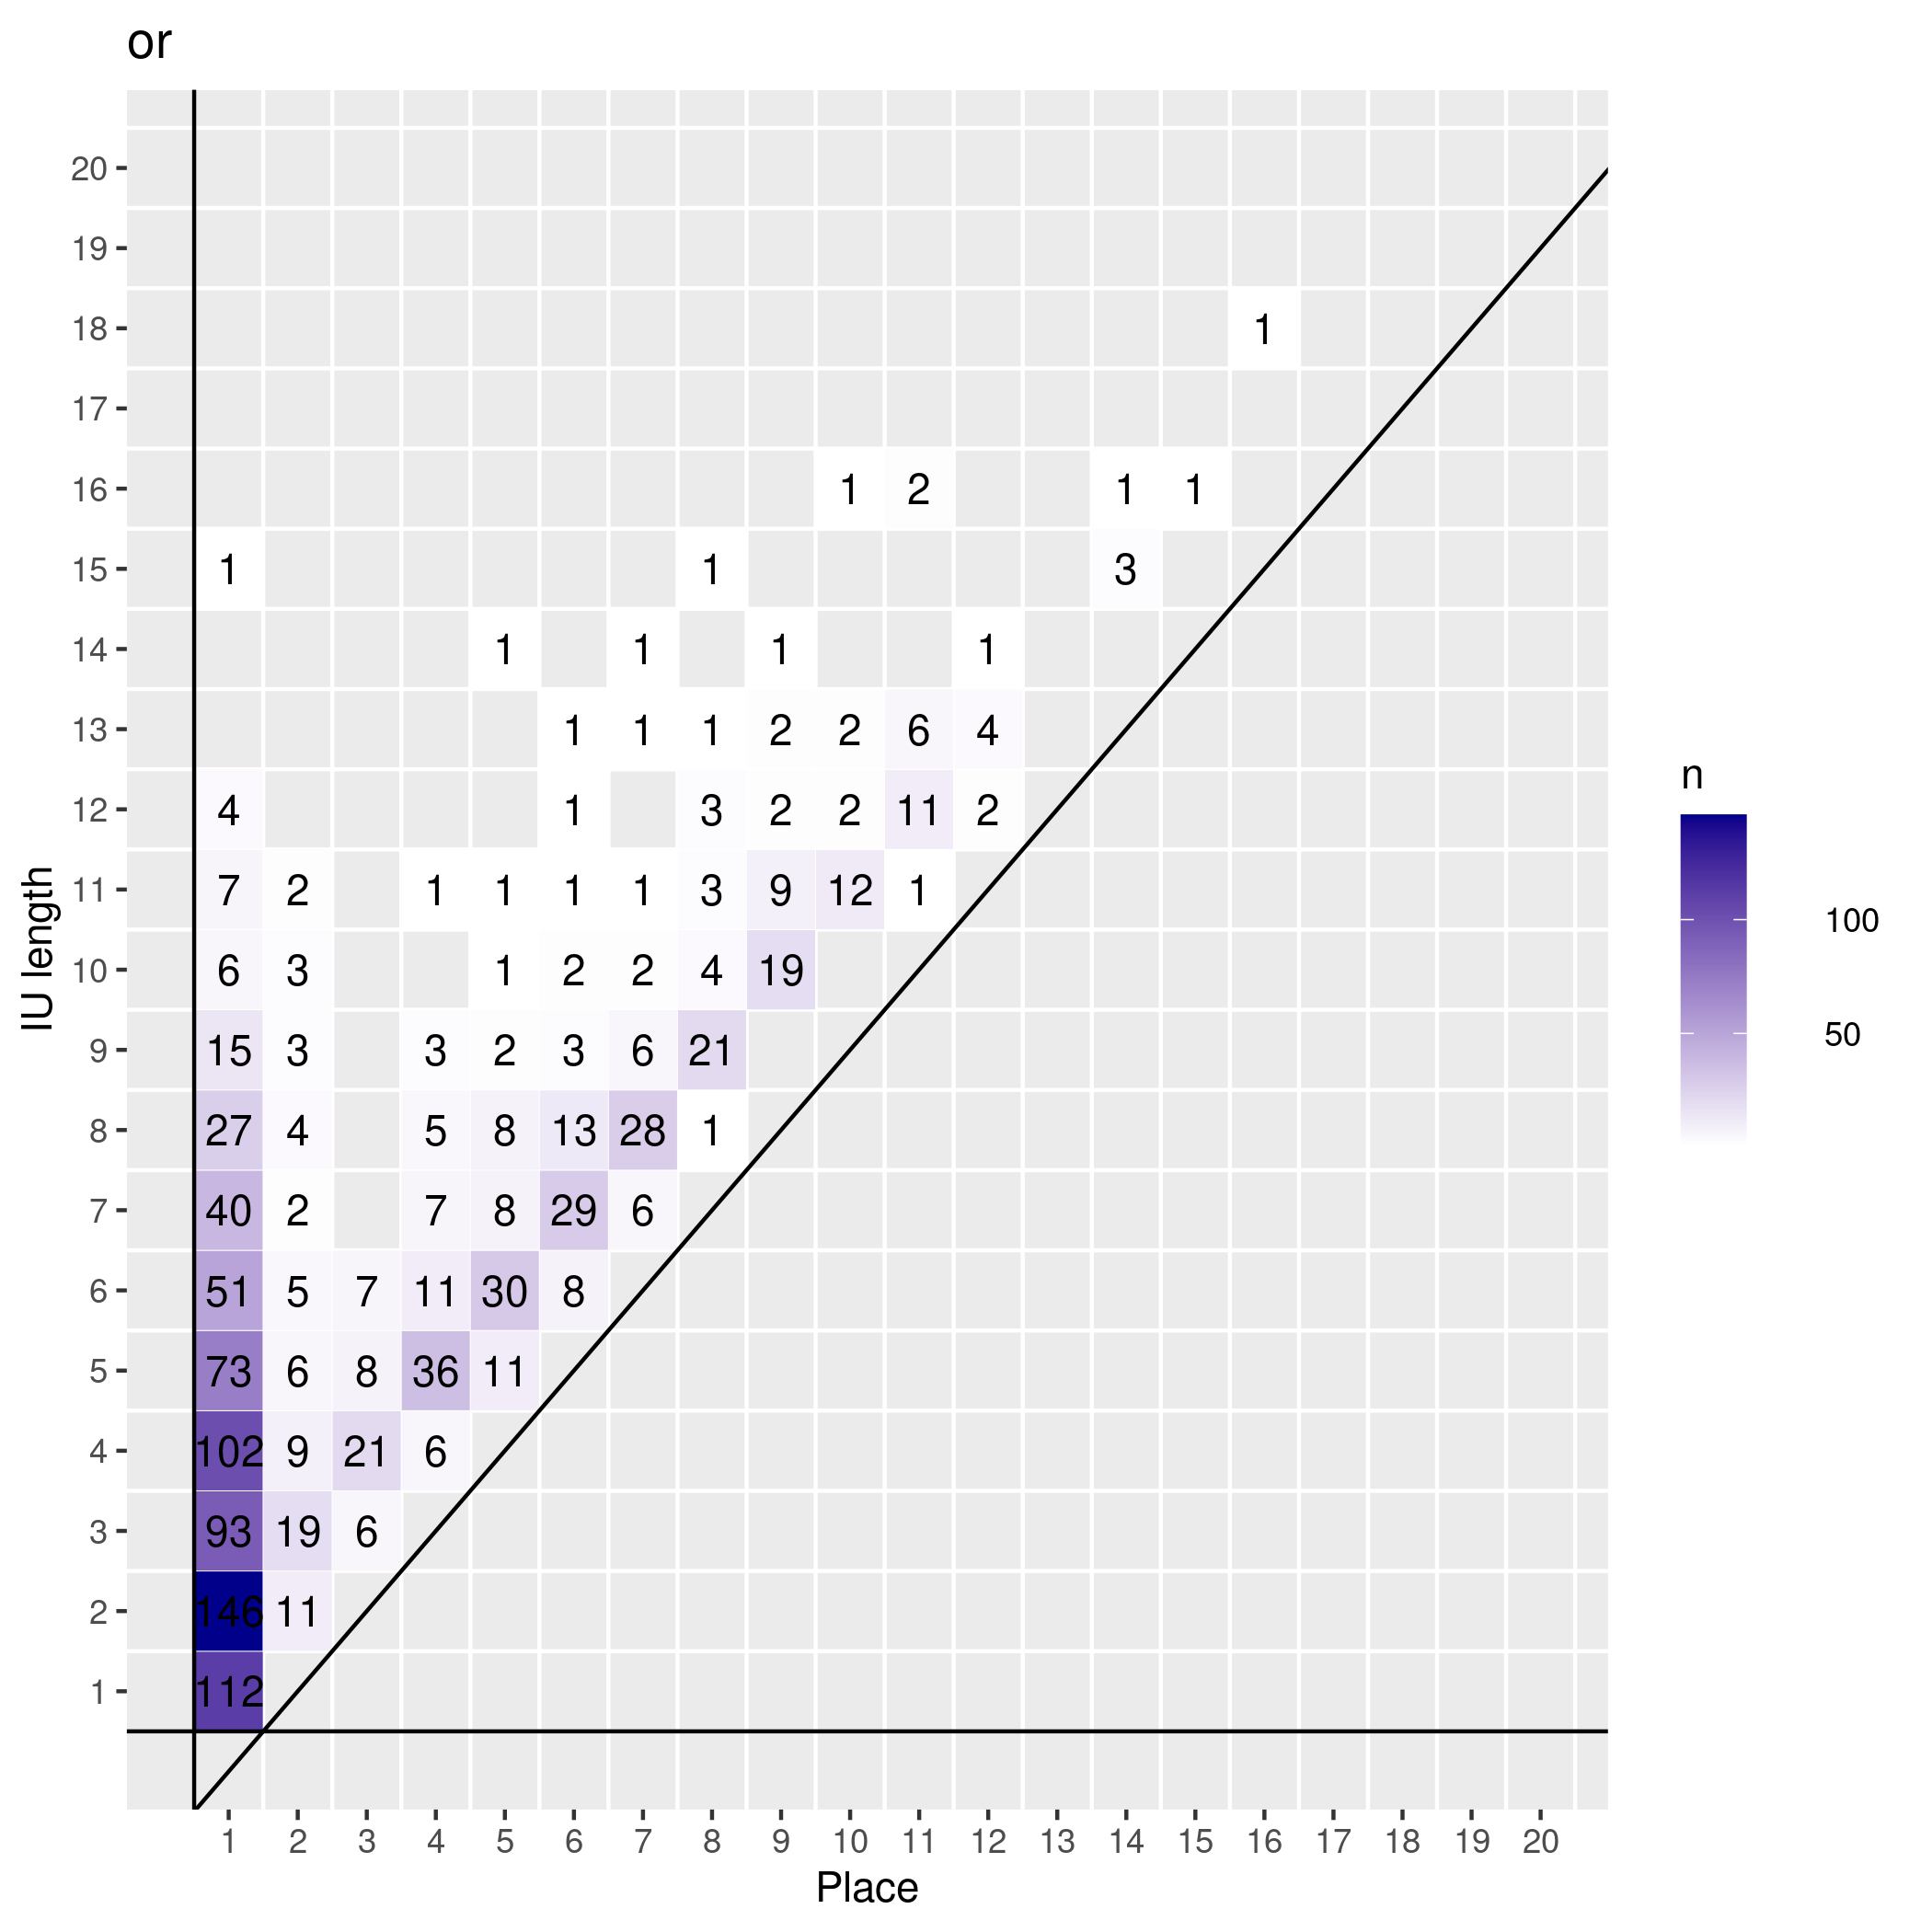 or
20
19
18 1
17
16 1 2 1 1
15 1 1 3
14 1 1 1 1
13 1 1 1 2 2 6 4
12 4 1 3 2 2 11 2
11 7 2 1 1 1 1 3 9 12 1
10 6 3 1 2 2 4 19
9 15 3 3 2 3 6 21
8 27 4 5 8 13 28 1
7 40 2 7 8 29 6
6 51 5 7 11 30 8
5 73 6 8 36 11
4 102 9 21 6
3 93 19 6
2 146 11
1 112
1 2 3 4 5 6 7 8 9 10 11 12 13 14 15 16 17 18 19 20
Place
IU length
n
100
50